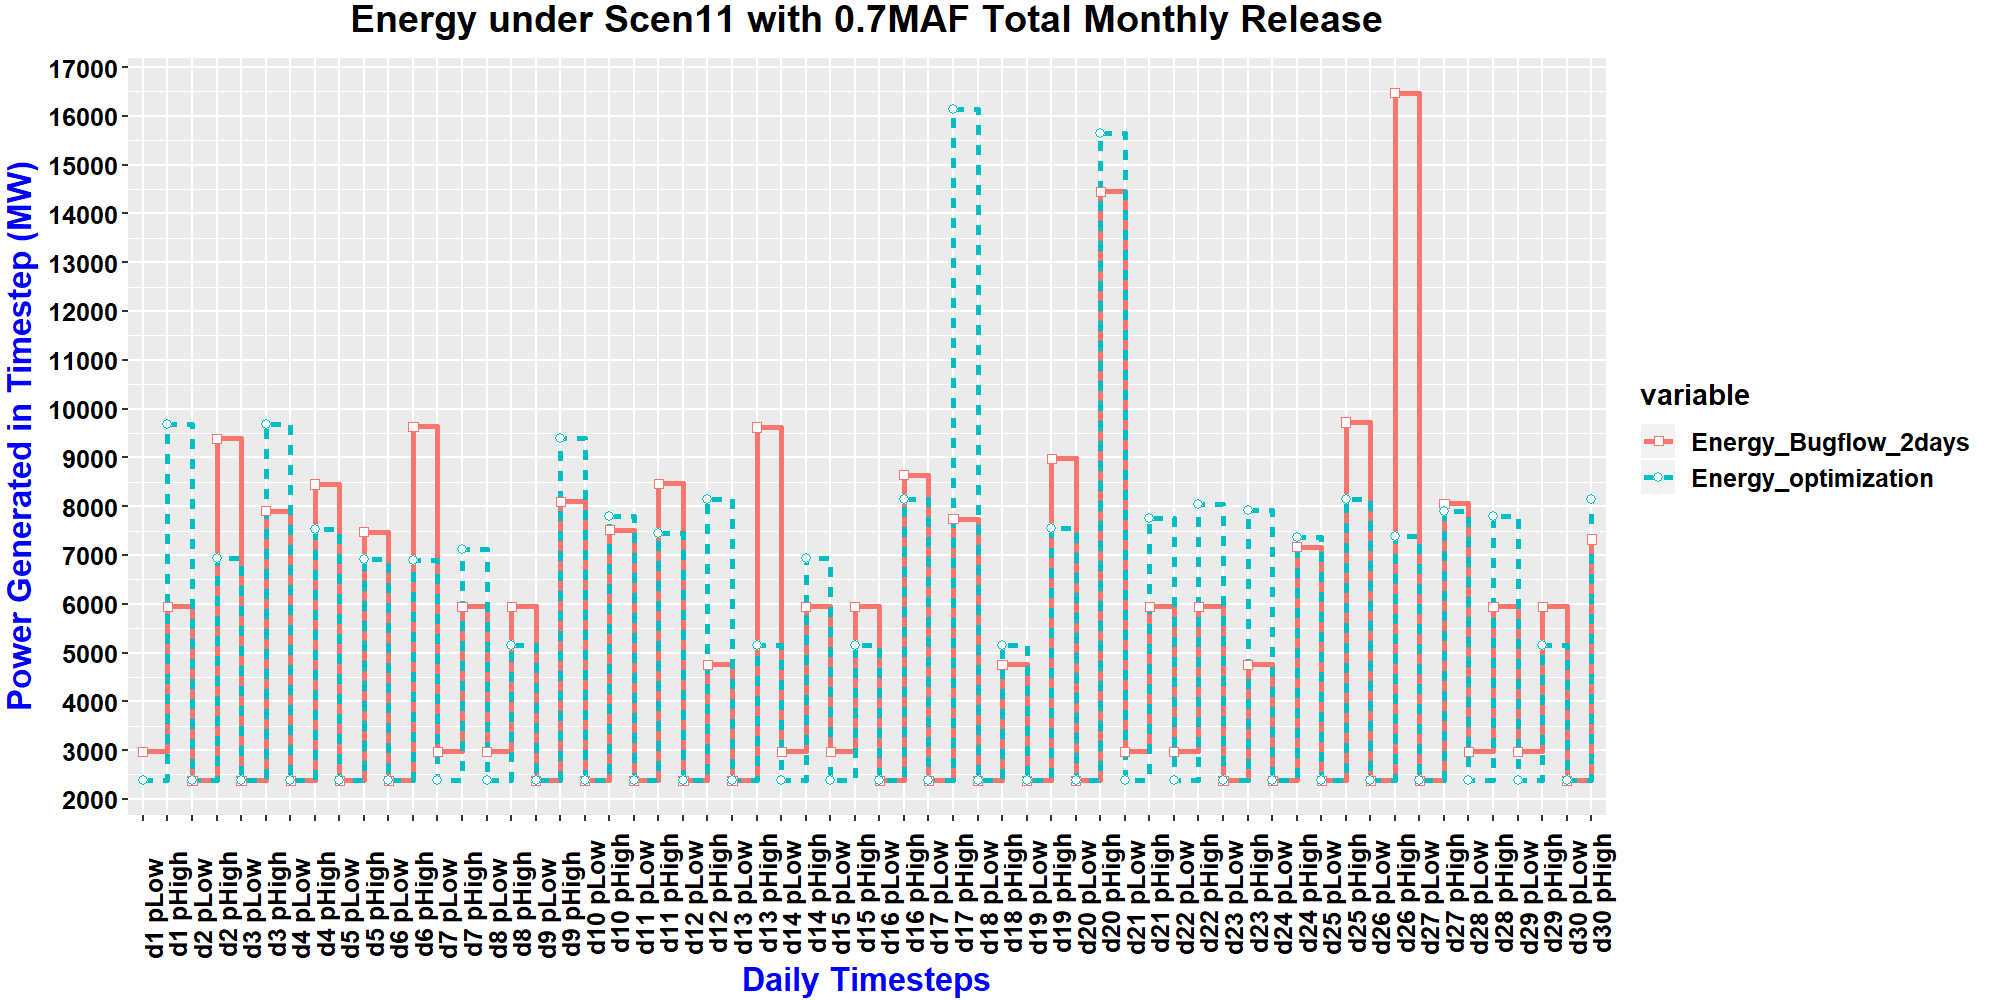 Energy under Scen11 with 0.7MAF Total Monthly Release
Power Generated in Timestep (MW)
17000
16000
15000
14000
13000
12000
11000
10000
9000
8000
7000
6000
5000
4000
3000
2000
d1 pLow
d1 pHigh
d2 pLow
d2 pHigh
d3 pLow
d3 pHigh
d4 pLow
d4 pHigh
d5 pLow
d5 pHigh
d6 pLow
d6 pHigh
d7 pLow
d7 pHigh
d8 pLow
d8 pHigh
d9 pLow
d9 pHigh
d10 pLow
d10 pHigh
d11 pLow
d11 pHigh
d12 pLow
d12 pHigh
d13 pLow
d13 pHigh
d14 pLow
d14 pHigh
d15 pLow
d15 pHigh
d16 pLow
d16 pHigh
d17 pLow
d17 pHigh
d18 pLow
d18 pHigh
d19 pLow
d19 pHigh
d20 pLow
d20 pHigh
d21 pLow
d21 pHigh
d22 pLow
d22 pHigh
d23 pLow
d23 pHigh
d24 pLow
d24 pHigh
d25 pLow
d25 pHigh
d26 pLow
d26 pHigh
d27 pLow
d27 pHigh
d28 pLow
d28 pHigh
d29 pLow
d29 pHigh
d30 pLow
d30 pHigh
Daily Timesteps
variable
Energy_Bugflow_2days
Energy_optimization